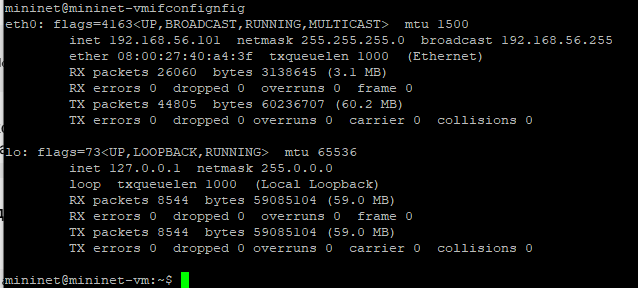 mininet@mininet-vmifconfignfig
eth0: flags=4163<UP,BROADCAST,RUNNING,MULTICAST>  mtu 1500
        inet 192.168.56.101  netmask 255.255.255.0  broadcast 192.168.56.255
        ether 08:00:27:40:a4:3f  txqueuelen 1000  (Ethernet)
        RX packets 26060  bytes 3138645 (3.1 MB)
        RX errors 0  dropped 0  overruns 0  frame 0
        TX packets 44805  bytes 60236707 (60.2 MB)
        TX errors 0  dropped 0 overruns 0  carrier 0  collisions 0

lo: flags=73<UP,LOOPBACK,RUNNING>  mtu 65536
        inet 127.0.0.1  netmask 255.0.0.0
        loop  txqueuelen 1000  (Local Loopback)
        RX packets 8544  bytes 59085104 (59.0 MB)
        RX errors 0  dropped 0  overruns 0  frame 0
        TX packets 8544  bytes 59085104 (59.0 MB)
        TX errors 0  dropped 0 overruns 0  carrier 0  collisions 0

mininet@mininet-vm:~$